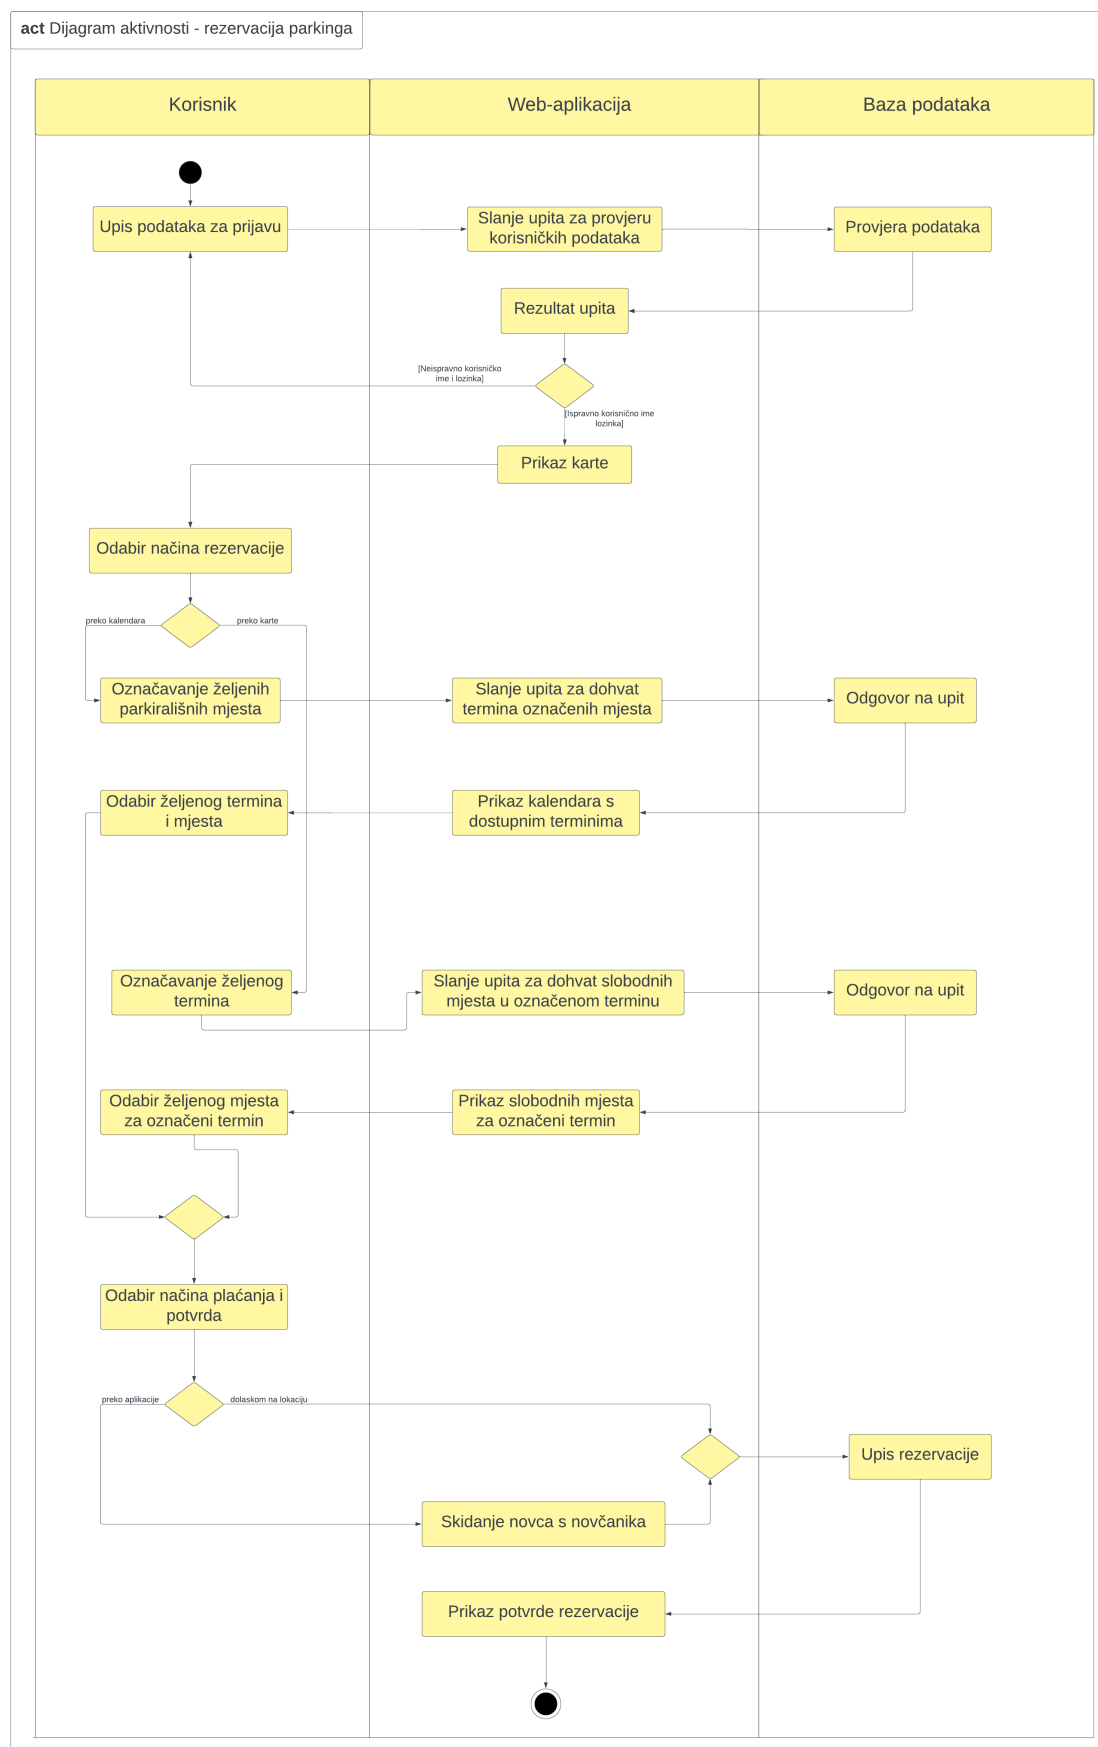 act Dijagram aktivnosti - rezervacija parkinga
Korisnik
Web-aplikacija
Baza podataka
Upis podataka za prijavu
Slanje upita za provjeru
korisničkih podataka
Provjera podataka
Rezultat upita
[Neispravno korisničko
ime i lozinka]
[Ispravno korisnično ime
lozinka]
Prikaz karte
Odabir načina rezervacije
preko kalendara
preko karte
Označavanje željenih
parkirališnih mjesta
Slanje upita za dohvat
termina označenih mjesta
Odgovor na upit
Odabir željenog termina
i mjesta
Prikaz kalendara s
dostupnim terminima
Označavanje željenog
termina
Slanje upita za dohvat slobodnih
mjesta u označenom terminu
Odgovor na upit
Odabir željenog mjesta
za označeni termin
Prikaz slobodnih mjesta
za označeni termin
Odabir načina plaćanja i
potvrda
preko aplikacije
dolaskom na lokaciju
Upis rezervacije
Skidanje novca s novčanika
Prikaz potvrde rezervacije